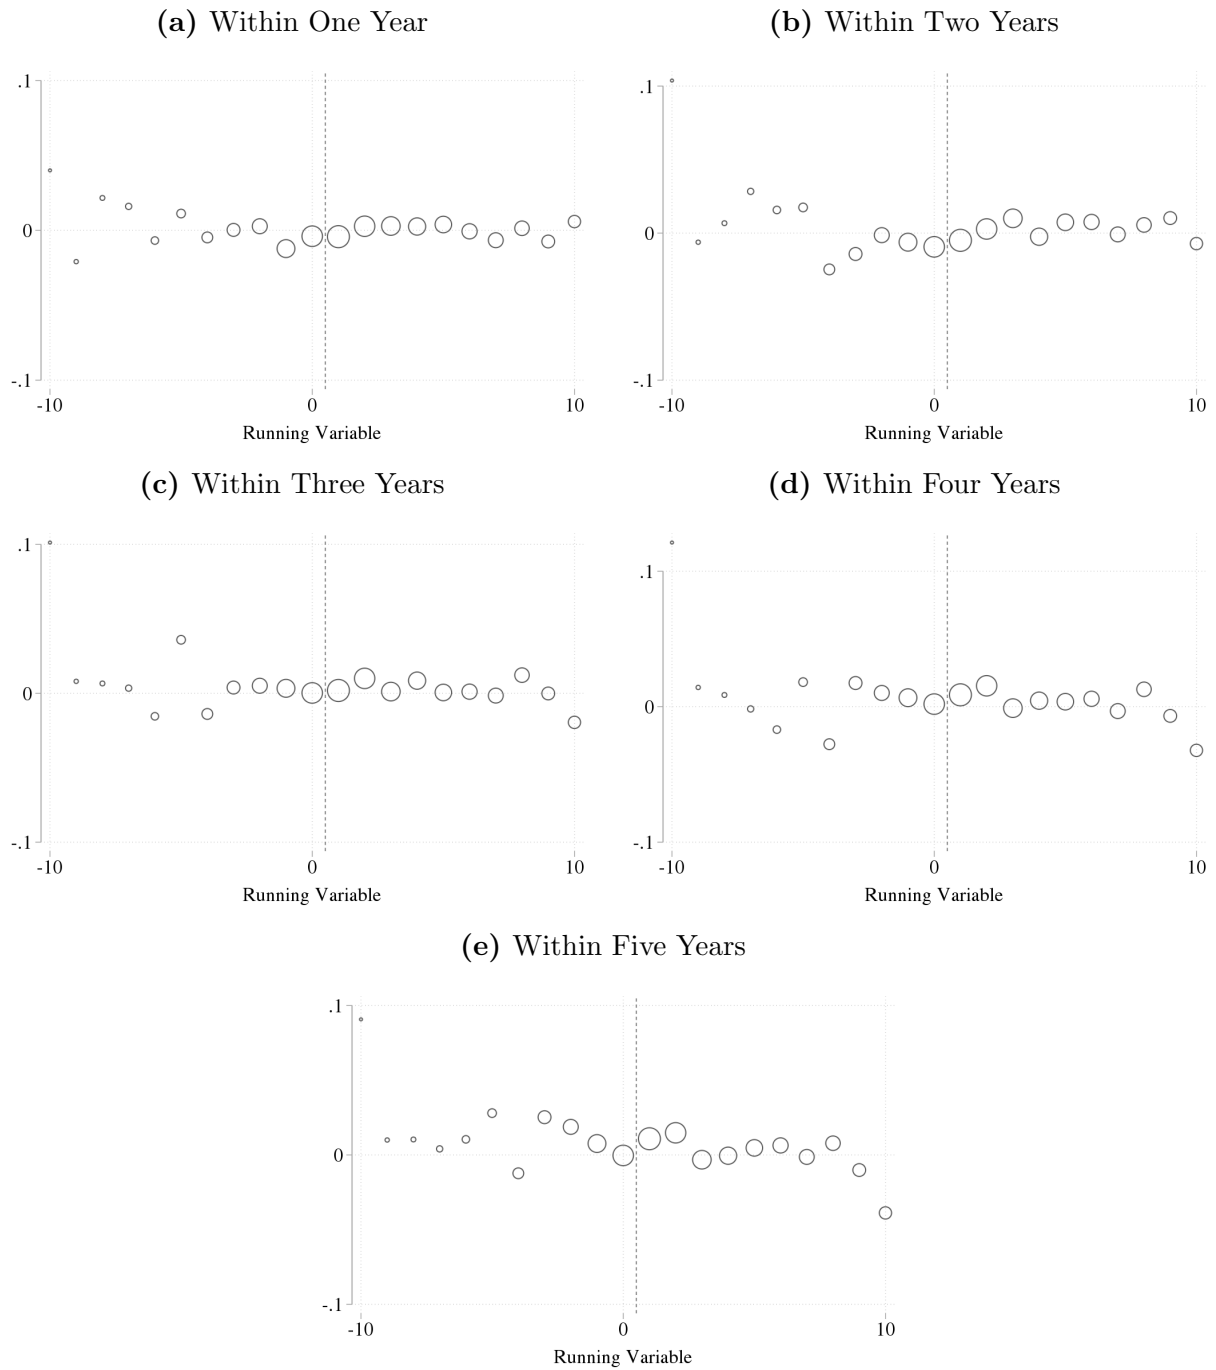 (a) Within One Year
.1
0
-.1
-10 0 10
Running Variable
(b) Within Two Years
.1
0
-.1
-10 0 10
Running Variable
(c) Within Three Years
.1
0
-.1
-10 0 10
Running Variable
(d) Within Four Years
.1
0
-.1
-10 0 10
Running Variable
(e) Within Five Years
.1
0
-.1
-10 0 10
Running Variable